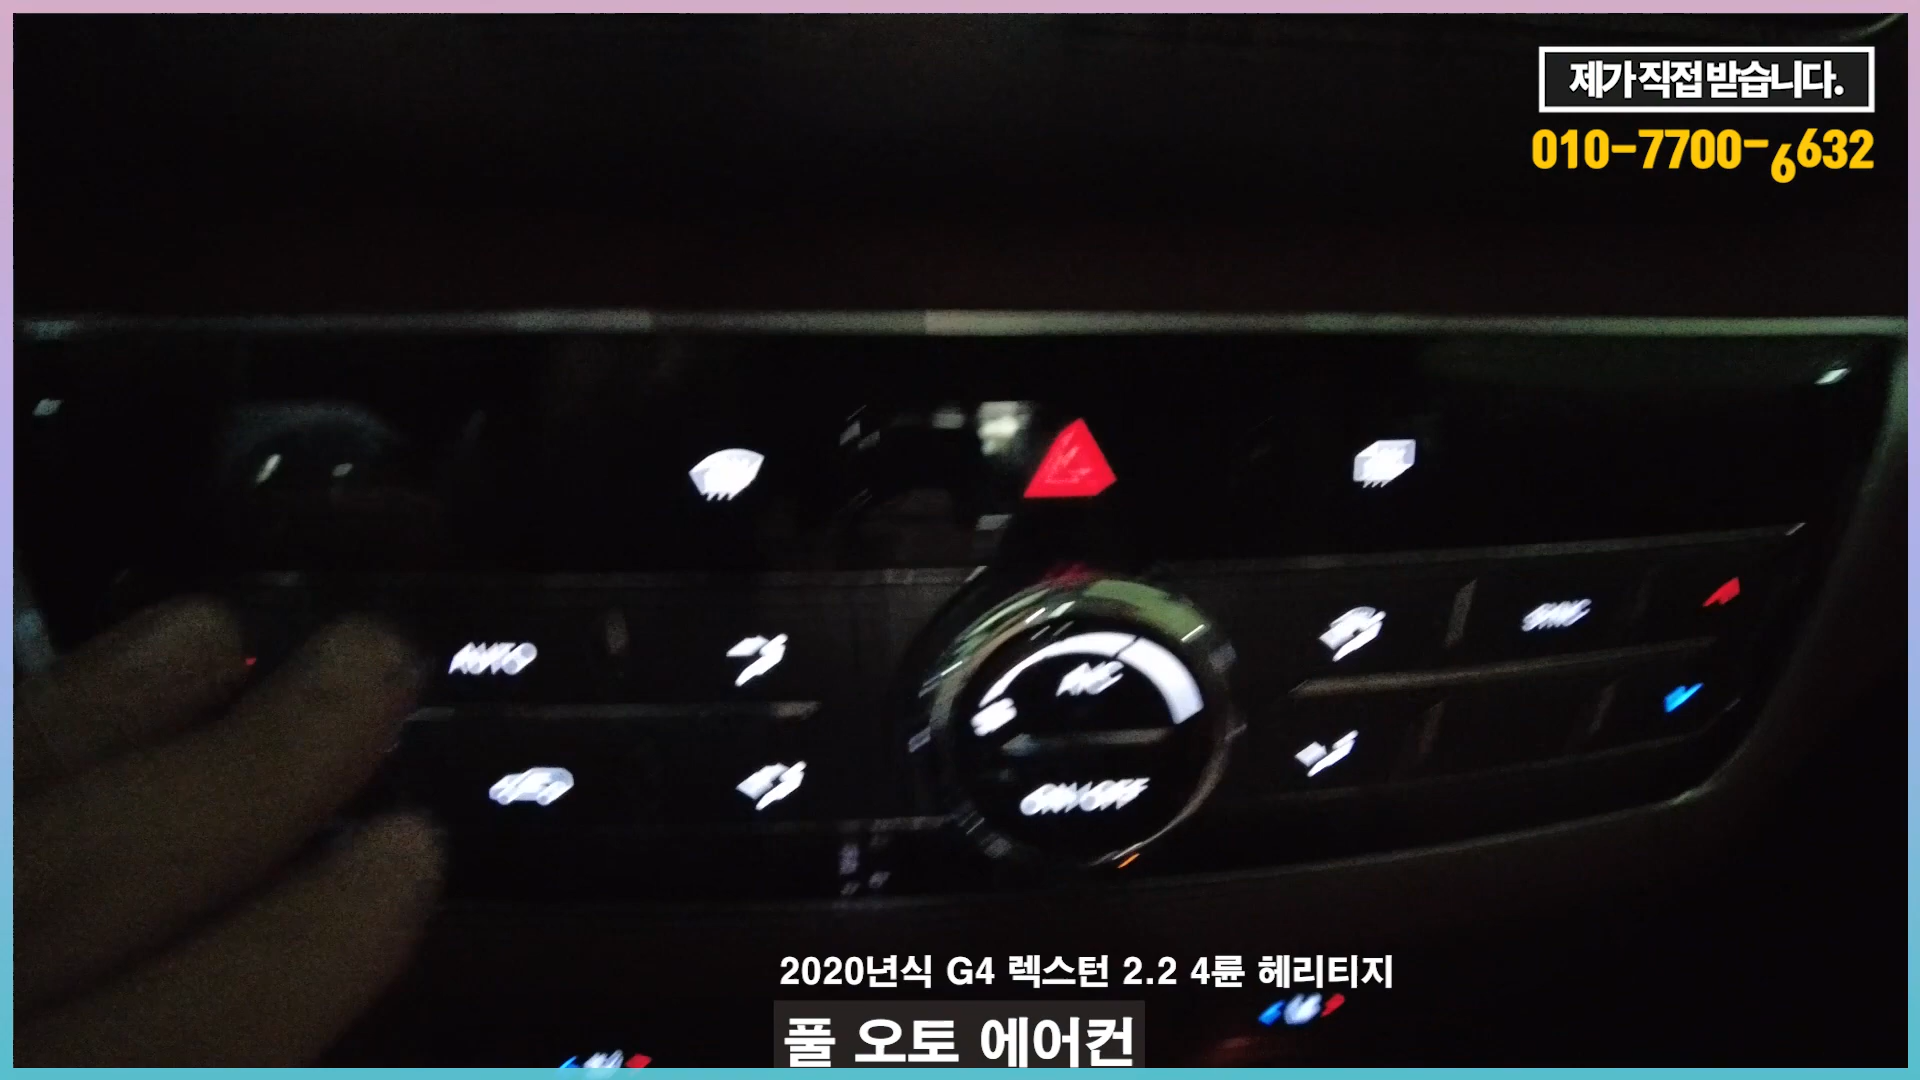 제가 직접 받습니다.
010-7700-6632
AUTO
SYNC
A/C
ON/OFF
2020년식 G4 렉스턴 2.2 4륜 헤리티지
풀 오토 에어컨